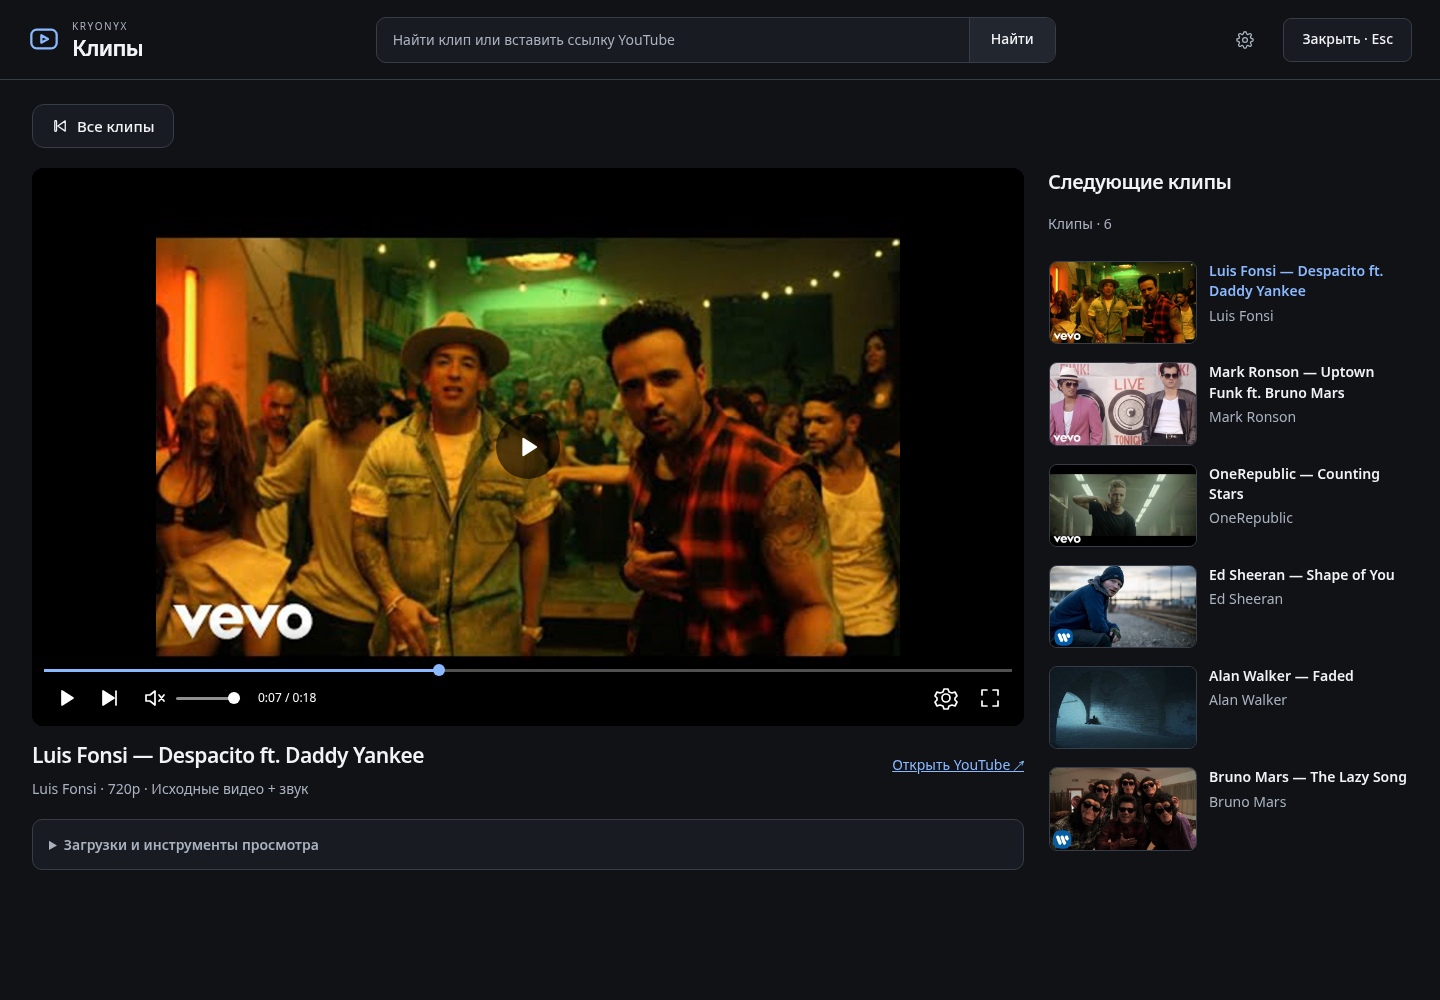 KRYONYX
Клипы
Найти клип или вставить ссылку YouTube
Найти
Закрыть · Esc
Все клипы
vevo
0:07 / 0:18
Luis Fonsi — Despacito ft. Daddy Yankee
Открыть YouTube ↗
Luis Fonsi · 720p · Исходные видео + звук
Загрузки и инструменты просмотра
Следующие клипы
Клипы · 6
Luis Fonsi — Despacito ft.
Daddy Yankee
Luis Fonsi
vevo
Mark Ronson — Uptown
Funk ft. Bruno Mars
Mark Ronson
LIVE
vevo
OneRepublic — Counting
Stars
OneRepublic
vevo
Ed Sheeran — Shape of You
Ed Sheeran
Alan Walker — Faded
Alan Walker
Bruno Mars — The Lazy Song
Bruno Mars